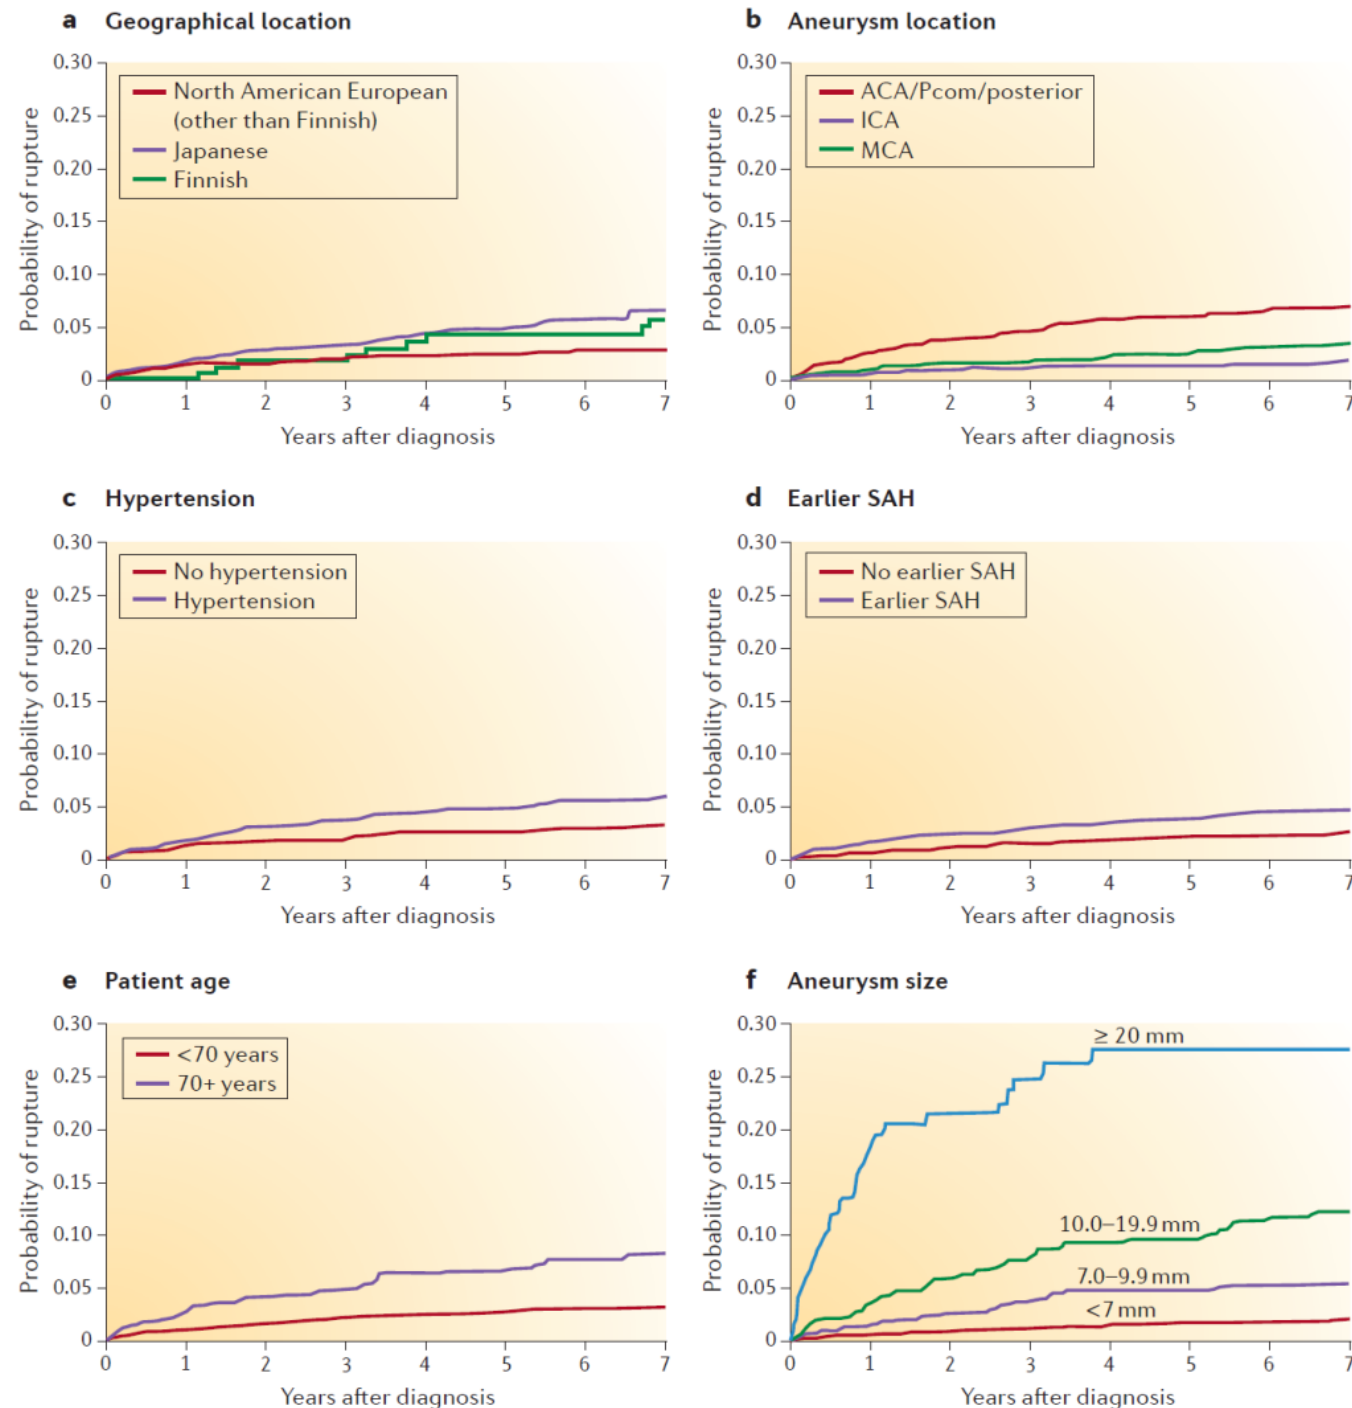 a Geographical location
0.30
0.25
0.20
0.15
0.10
0.05
0
Probability of rupture
North American European
(other than Finnish)
Japanese
Finnish
0 1 2 3 4 5 6 7
Years after diagnosis
b Aneurysm location
0.30
0.25
0.20
0.15
0.10
0.05
0
Probability of rupture
ACA/Pcom/posterior
ICA
MCA
0 1 2 3 4 5 6 7
Years after diagnosis
c Hypertension
0.30
0.25
0.20
0.15
0.10
0.05
0
Probability of rupture
No hypertension
Hypertension
0 1 2 3 4 5 6 7
Years after diagnosis
d Earlier SAH
0.30
0.25
0.20
0.15
0.10
0.05
0
Probability of rupture
No earlier SAH
Earlier SAH
0 1 2 3 4 5 6 7
Years after diagnosis
e Patient age
0.30
0.25
0.20
0.15
0.10
0.05
0
Probability of rupture
<70 years
70+ years
0 1 2 3 4 5 6 7
Years after diagnosis
f Aneurysm size
0.30
0.25
0.20
0.15
0.10
0.05
0
Probability of rupture
≥ 20 mm
10.0–19.9 mm
7.0–9.9 mm
<7 mm
0 1 2 3 4 5 6 7
Years after diagnosis